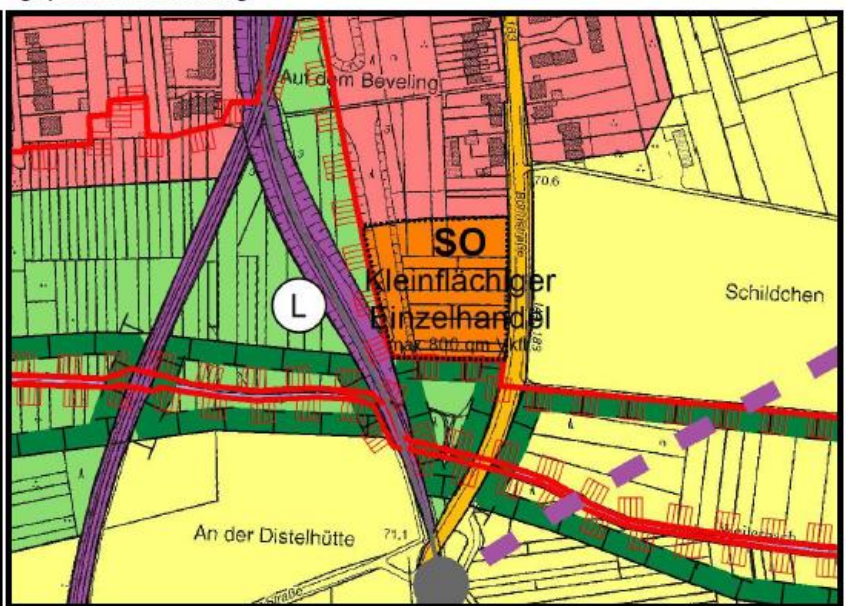 Auf dem Beveling
70,6
SO
Kleinflächiger
Einzelhandel
max. 800 qm Vkfl.
Schildchen
L
An der Distelhütte
71,1